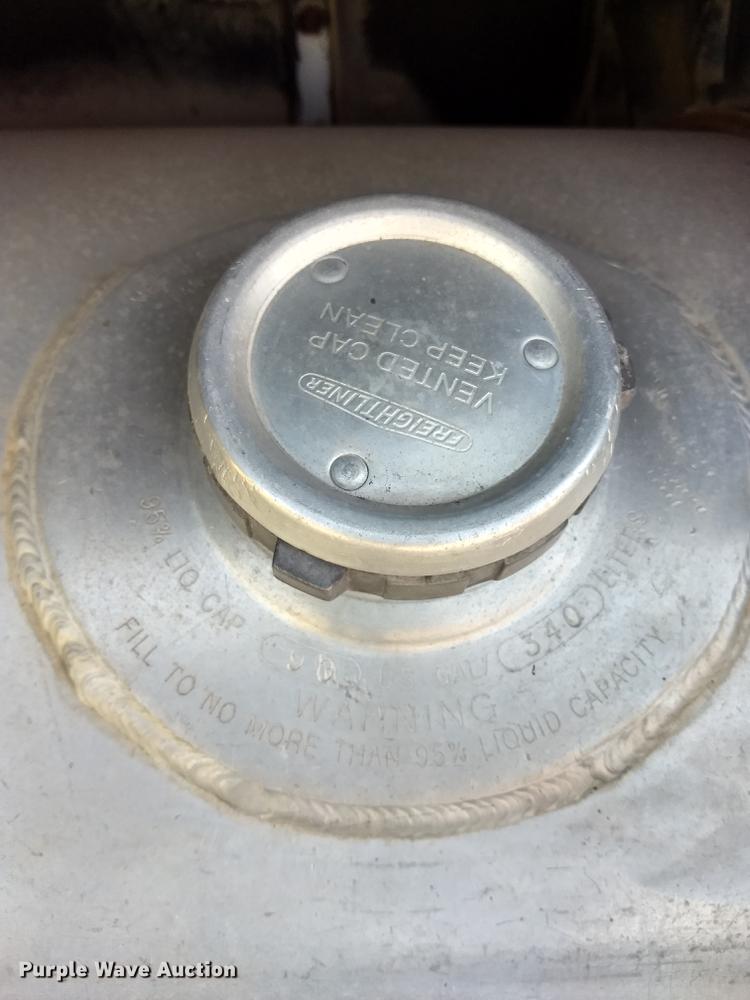 FREIGHTLINER
VENTED CAP
KEEP CLEAN
95% LIQ CAP GAL/ 340 LITERS
WARNING
FILL TO NO MORE THAN 95% LIQUID CAPACITY
Purple Wave Auction